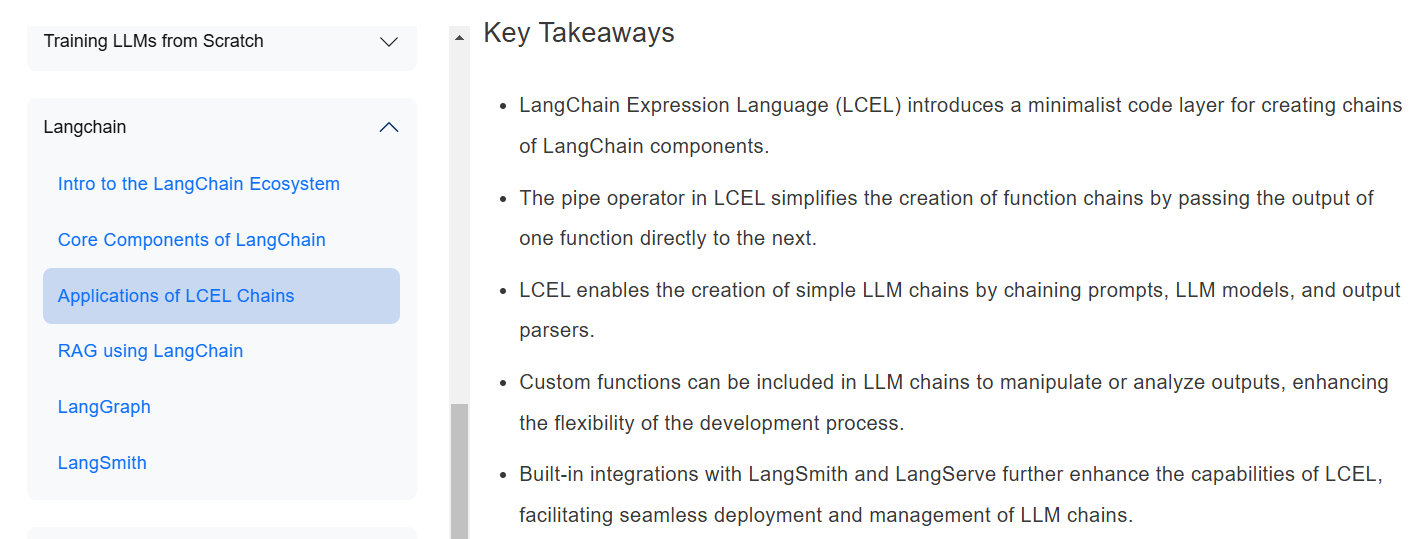 Training LLMs from Scratch
Langchain
Intro to the LangChain Ecosystem
Core Components of LangChain
Applications of LCEL Chains
RAG using LangChain
LangGraph
LangSmith
Key Takeaways
• LangChain Expression Language (LCEL) introduces a minimalist code layer for creating chains
of LangChain components.
• The pipe operator in LCEL simplifies the creation of function chains by passing the output of
one function directly to the next.
• LCEL enables the creation of simple LLM chains by chaining prompts, LLM models, and output
parsers.
• Custom functions can be included in LLM chains to manipulate or analyze outputs, enhancing
the flexibility of the development process.
• Built-in integrations with LangSmith and LangServe further enhance the capabilities of LCEL,
facilitating seamless deployment and management of LLM chains.